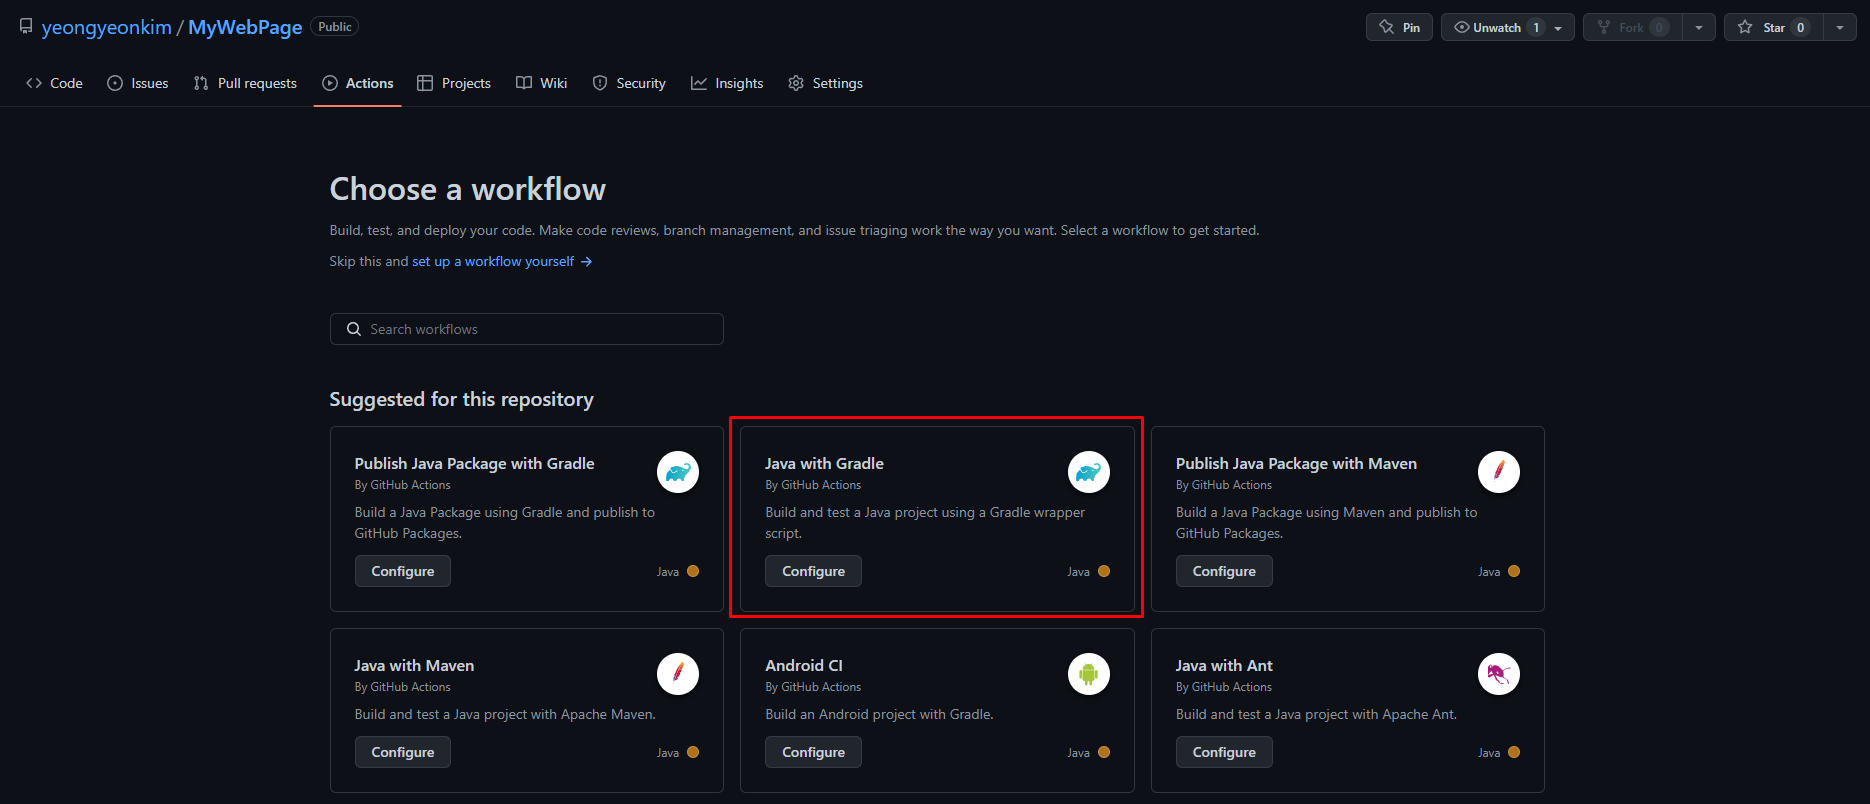 yeongyeonkim / MyWebPage Public
Pin
Unwatch 1
Fork 0
Star 0
Code
Issues
Pull requests
Actions
Projects
Wiki
Security
Insights
Settings
Choose a workflow
Build, test, and deploy your code. Make code reviews, branch management, and issue triaging work the way you want. Select a workflow to get started.
Skip this and set up a workflow yourself →
Search workflows
Suggested for this repository
Publish Java Package with Gradle
By GitHub Actions
Build a Java Package using Gradle and publish to
GitHub Packages.
Configure
Java
Java with Gradle
By GitHub Actions
Build and test a Java project using a Gradle wrapper
script.
Configure
Java
Publish Java Package with Maven
By GitHub Actions
Build a Java Package using Maven and publish to
GitHub Packages.
Configure
Java
Java with Maven
By GitHub Actions
Build and test a Java project with Apache Maven.
Configure
Java
Android CI
By GitHub Actions
Build an Android project with Gradle.
Configure
Java
Java with Ant
By GitHub Actions
Build and test a Java project with Apache Ant.
Configure
Java